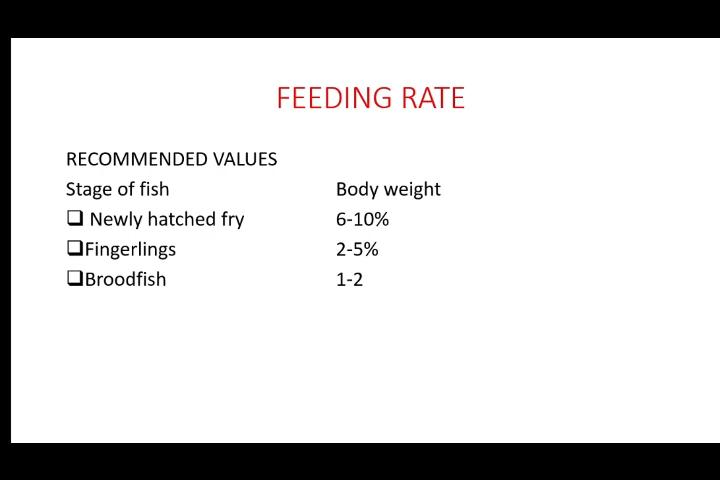 FEEDING RATE
RECOMMENDED VALUES
Stage of fish Body weight
❑ Newly hatched fry 6-10%
❑Fingerlings 2-5%
❑Broodfish 1-2